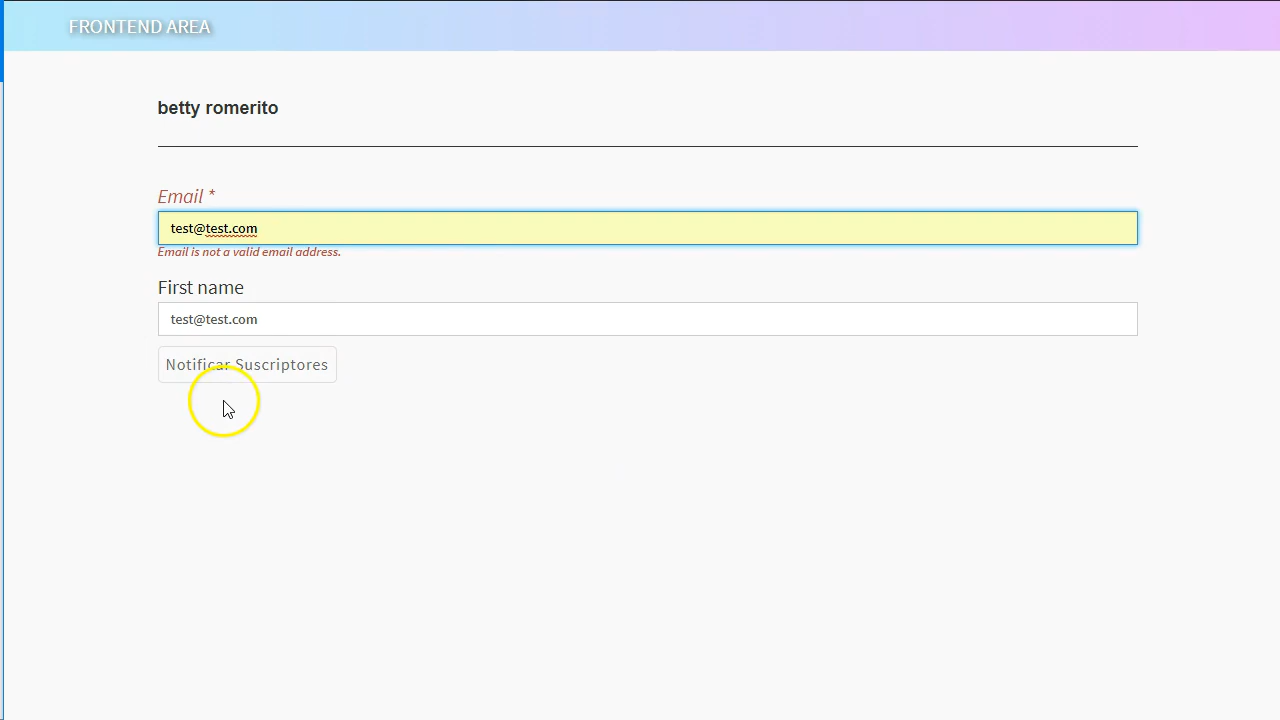 FRONTEND AREA
betty romerito
Email *
test@test.com
Email is not a valid email address.
First name
test@test.com
Notificar Suscriptores